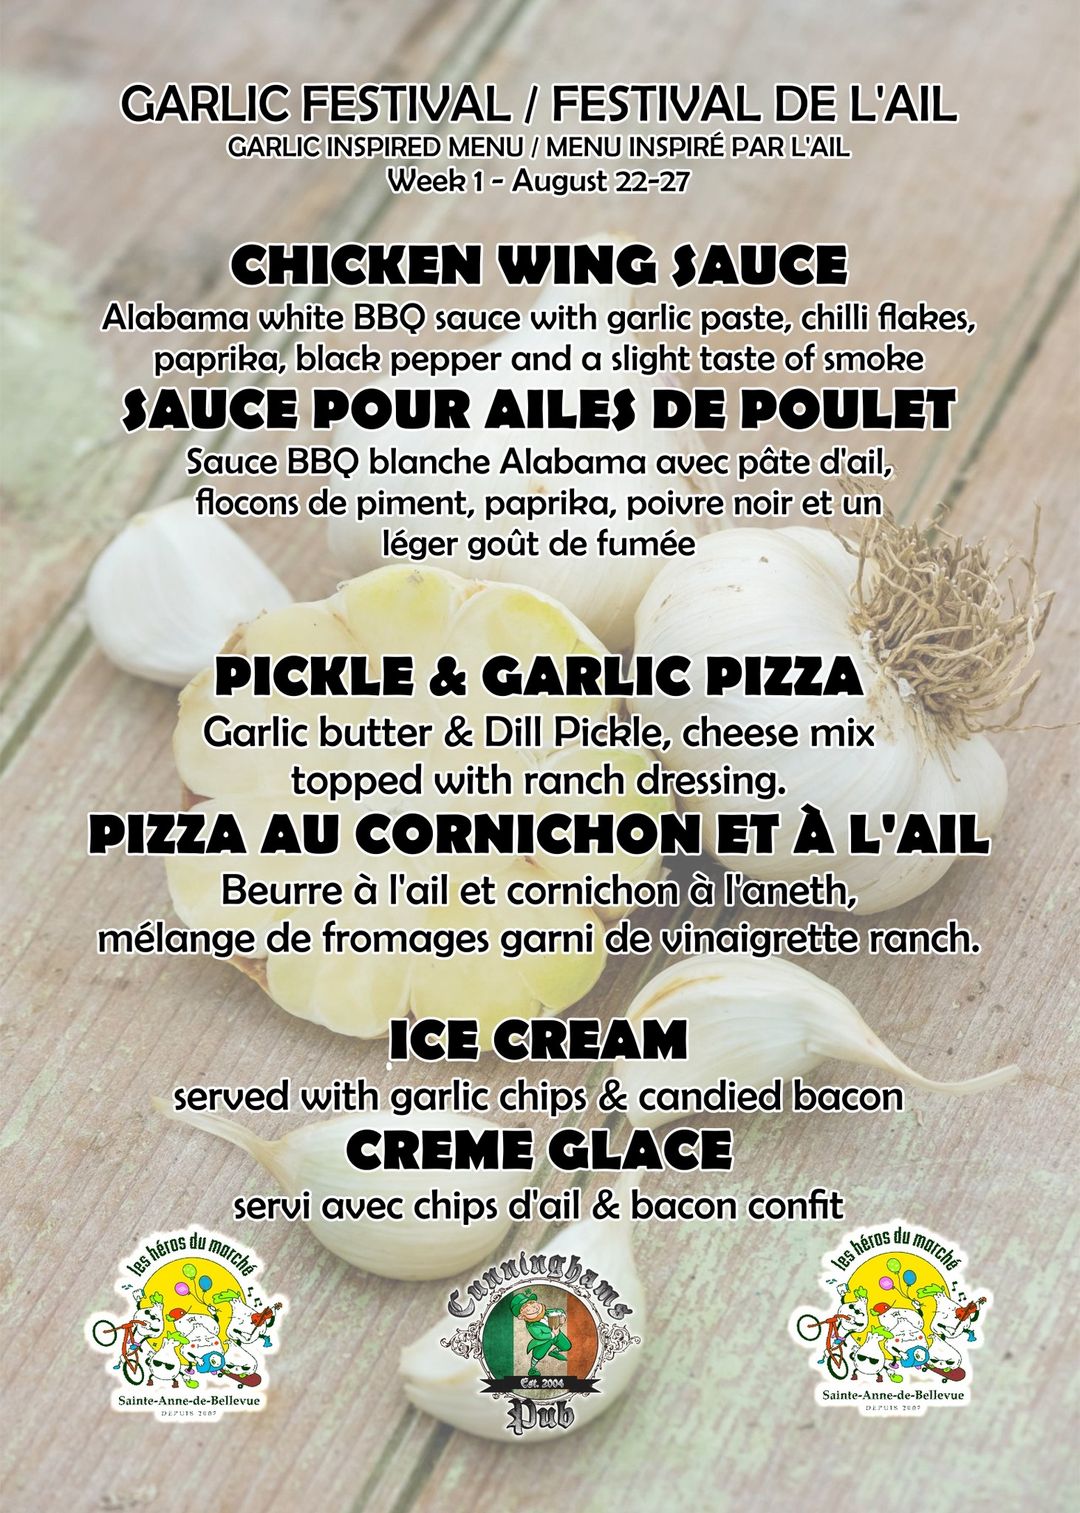 GARLIC FESTIVAL / FESTIVAL DE L'AIL
GARLIC INSPIRED MENU / MENU INSPIRÉ PAR L'AIL
Week 1 - August 22-27
CHICKEN WING SAUCE
Alabama white BBQ sauce with garlic paste, chilli flakes,
paprika, black pepper and a slight taste of smoke
SAUCE POUR AILES DE POULET
Sauce BBQ blanche Alabama avec pâte d'ail,
flocons de piment, paprika, poivre noir et un
léger goût de fumée
PICKLE & GARLIC PIZZA
Garlic butter & Dill Pickle, cheese mix
topped with ranch dressing.
PIZZA AU CORNICHON ET À L'AIL
Beurre à l'ail et cornichon à l'aneth,
mélange de fromages garni de vinaigrette ranch.
ICE CREAM
served with garlic chips & candied bacon
CREME GLACE
servi avec chips d'ail & bacon confit
les héros du marché
Sainte-Anne-de-Bellevue
DEPUIS 2007
Cunninghams
Est. 2004
Pub
les héros du marché
Sainte-Anne-de-Bellevue
DEPUIS 2007